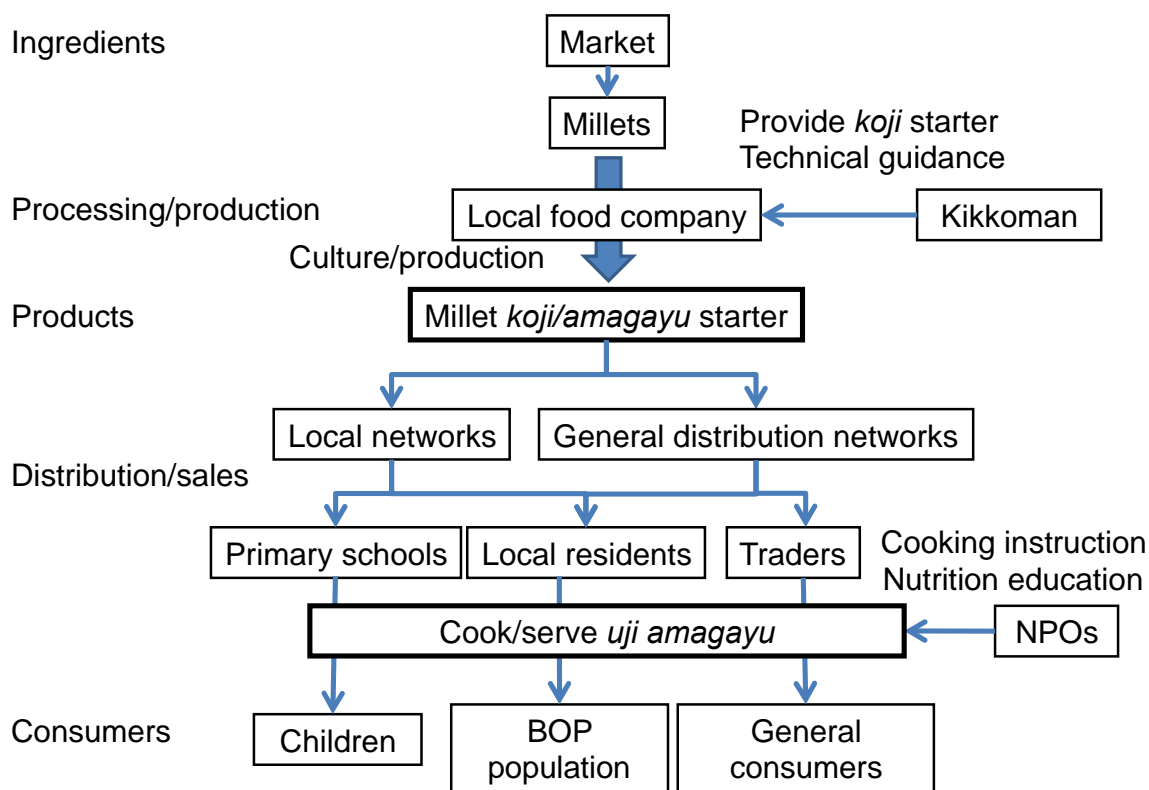 Ingredients
Market
Millets
Provide koji starter
Technical guidance
Processing/production
Local food company
Kikkoman
Culture/production
Products
Millet koji/amagayu starter
Local networks
General distribution networks
Distribution/sales
Primary schools
Local residents
Traders
Cooking instruction
Nutrition education
Cook/serve uji amagayu
NPOs
Consumers
Children
BOP
population
General
consumers